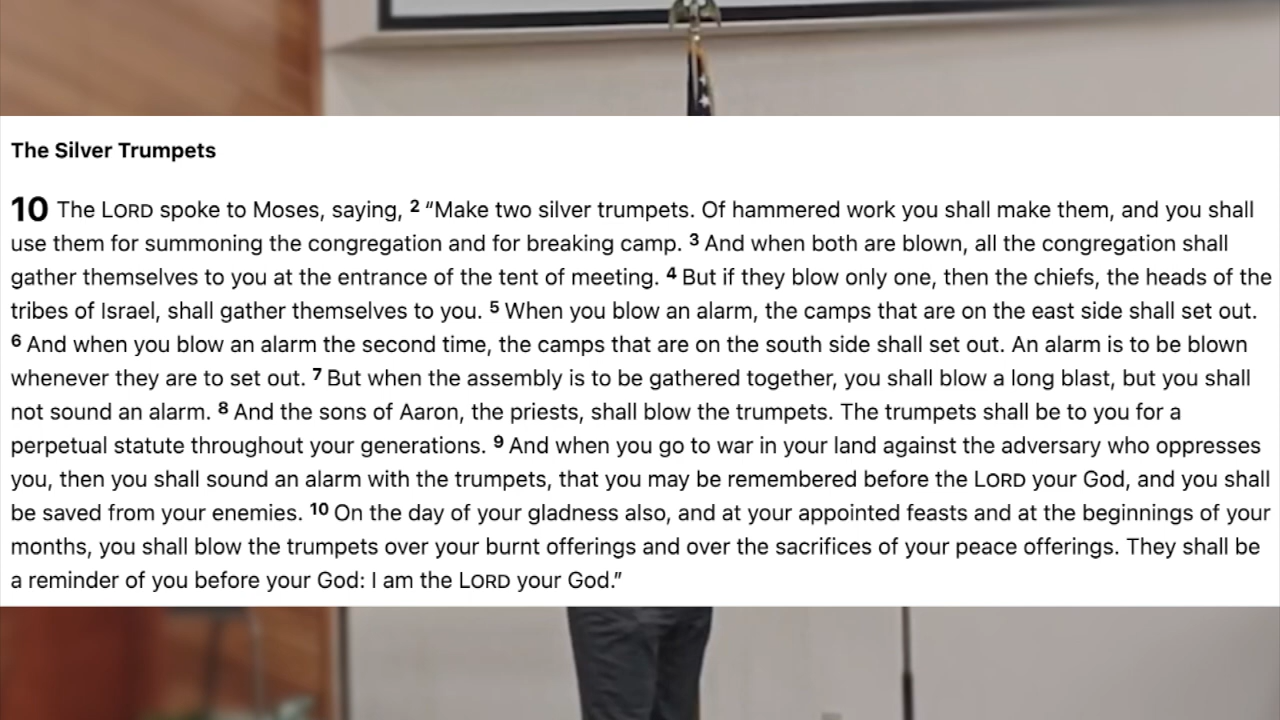 The Silver Trumpets
10 The LORD spoke to Moses, saying, 2 “Make two silver trumpets. Of hammered work you shall make them, and you shall
use them for summoning the congregation and for breaking camp. 3 And when both are blown, all the congregation shall
gather themselves to you at the entrance of the tent of meeting. 4 But if they blow only one, then the chiefs, the heads of the
tribes of Israel, shall gather themselves to you. 5 When you blow an alarm, the camps that are on the east side shall set out.
6 And when you blow an alarm the second time, the camps that are on the south side shall set out. An alarm is to be blown
whenever they are to set out. 7 But when the assembly is to be gathered together, you shall blow a long blast, but you shall
not sound an alarm. 8 And the sons of Aaron, the priests, shall blow the trumpets. The trumpets shall be to you for a
perpetual statute throughout your generations. 9 And when you go to war in your land against the adversary who oppresses
you, then you shall sound an alarm with the trumpets, that you may be remembered before the LORD your God, and you shall
be saved from your enemies. 10 On the day of your gladness also, and at your appointed feasts and at the beginnings of your
months, you shall blow the trumpets over your burnt offerings and over the sacrifices of your peace offerings. They shall be
a reminder of you before your God: I am the LORD your God.”